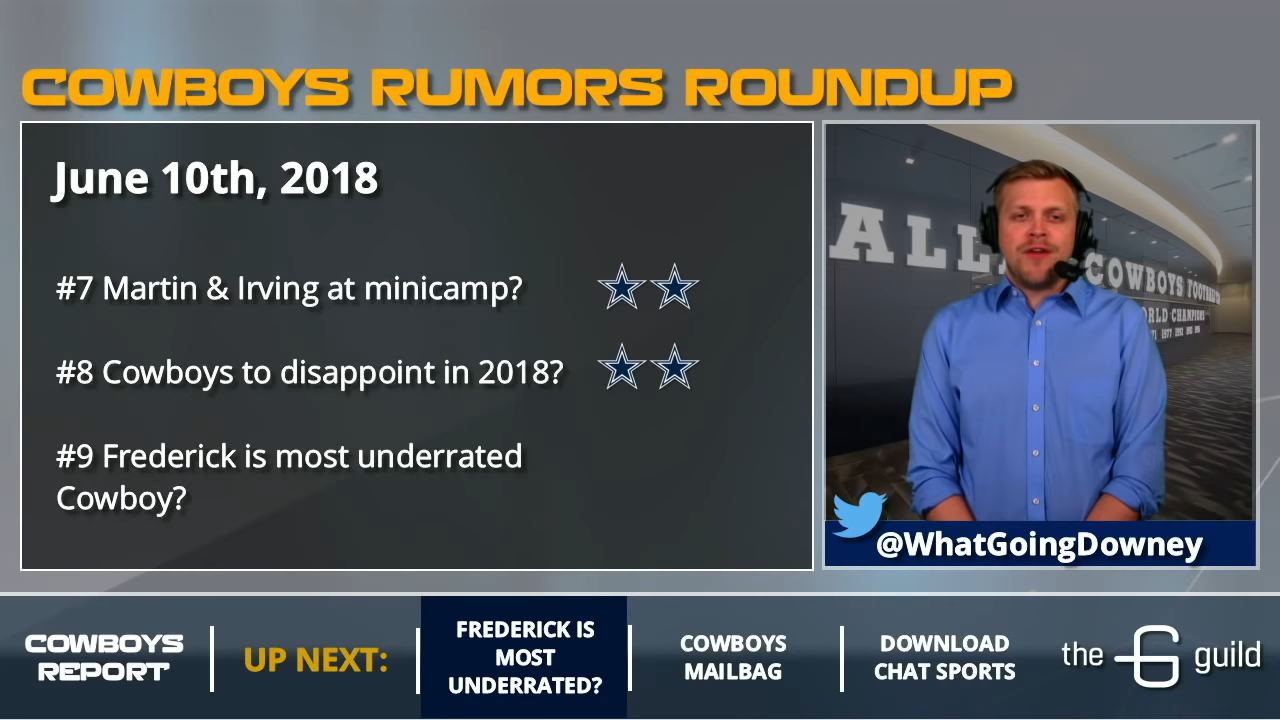 COWBOYS RUMORS ROUNDUP
June 10th, 2018
#7 Martin & Irving at minicamp?
#8 Cowboys to disappoint in 2018?
#9 Frederick is most underrated
Cowboy?
ALL
COWBOYS
@WhatGoingDowney
COWBOYS
REPORT
UP NEXT:
FREDERICK IS
MOST
UNDERRATED?
COWBOYS
MAILBAG
DOWNLOAD
CHAT SPORTS
the G guild